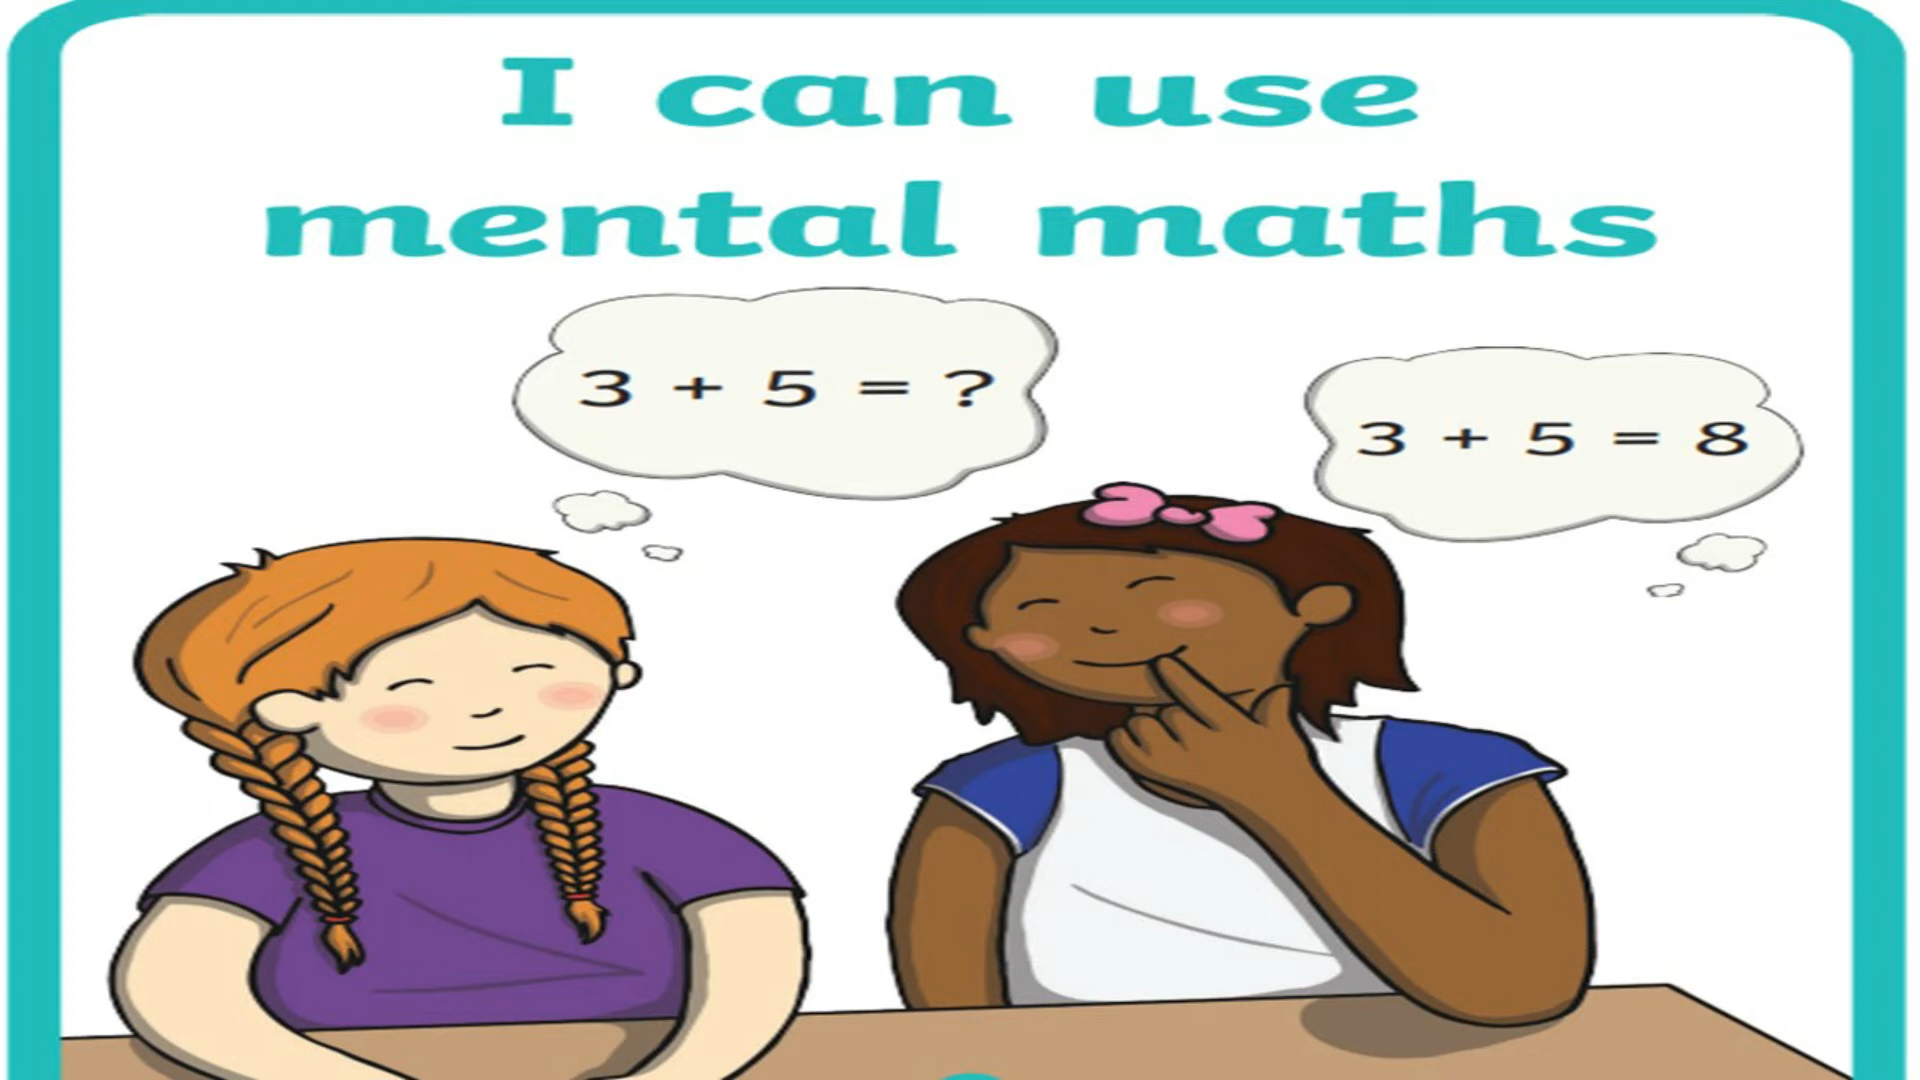 I can use
mental maths
3 + 5 = ?
3 + 5 = 8